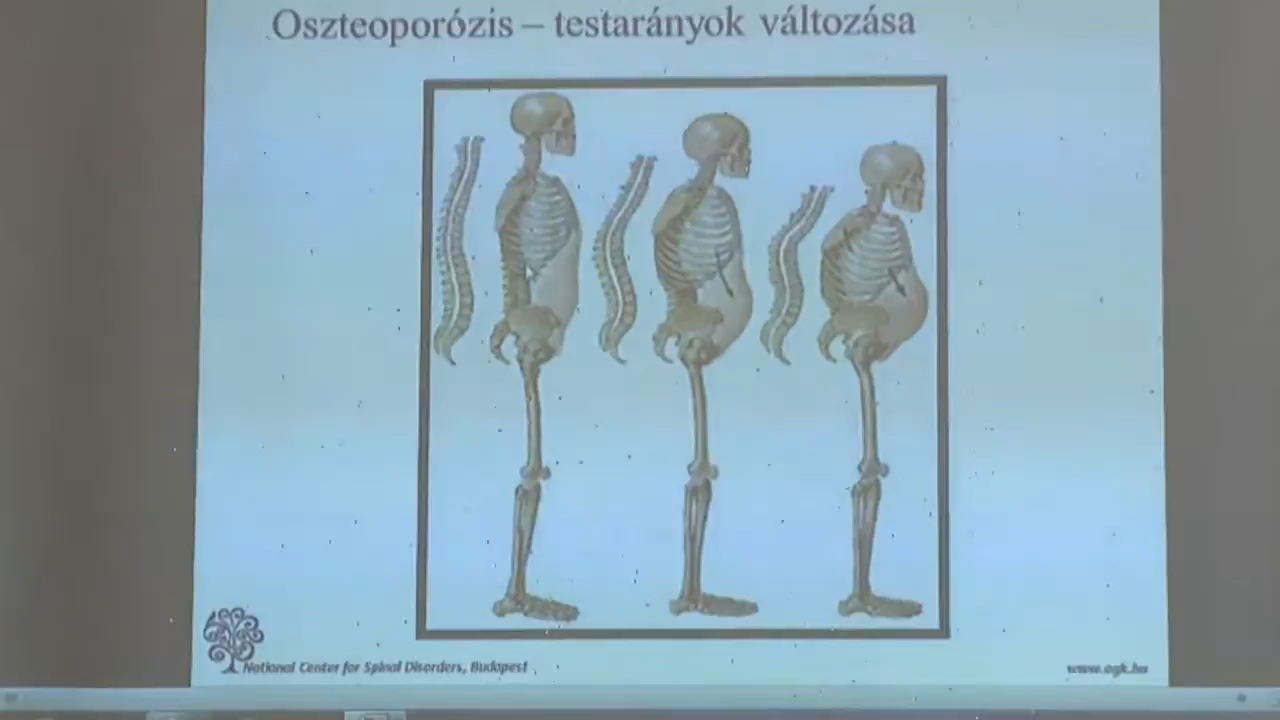 Oszteoporózis – testarányok változása
National Center for Spinal Disorders, Budapest
www.ogk.hu